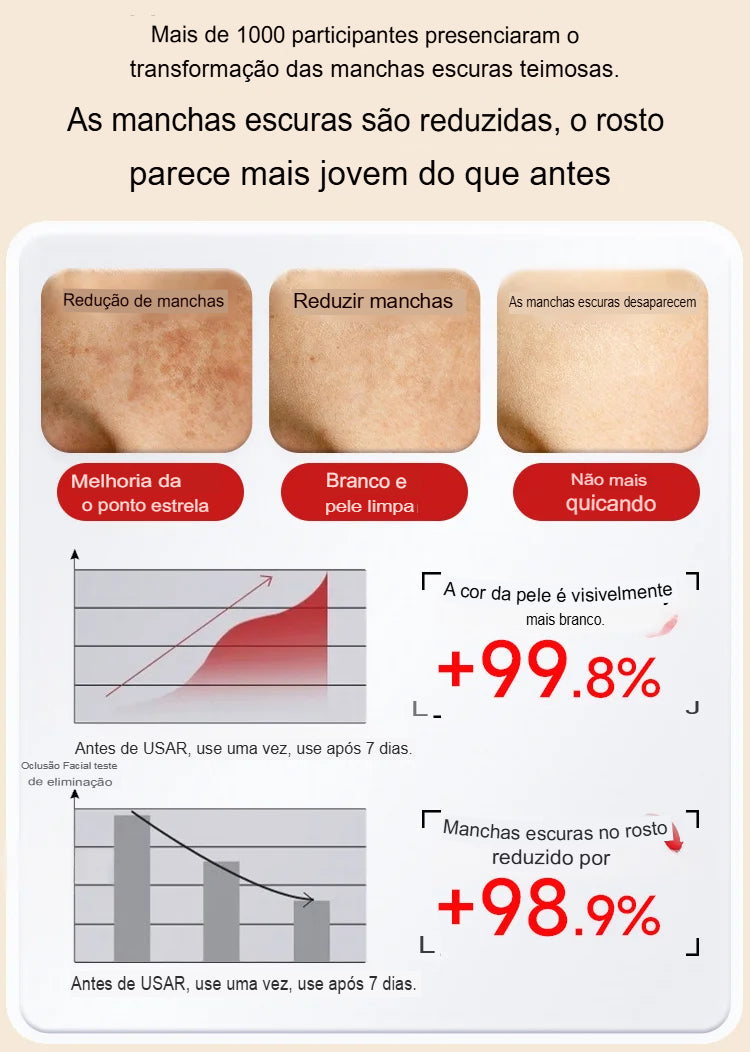 Mais de 1000 participantes presenciaram o
transformação das manchas escuras teimosas.
As manchas escuras são reduzidas, o rosto
parece mais jovem do que antes
Redução de manchas
Reduzir manchas
As manchas escuras desaparecem
Melhoria da
o ponto estrela
Branco e
pele limpa
Não mais
quicando
A cor da pele é visivelmente
mais branco.
+99.8%
Antes de USAR, use uma vez, use após 7 dias.
Oclusão Facial teste
de eliminação
Manchas escuras no rosto
reduzido por
+98.9%
Antes de USAR, use uma vez, use após 7 dias.